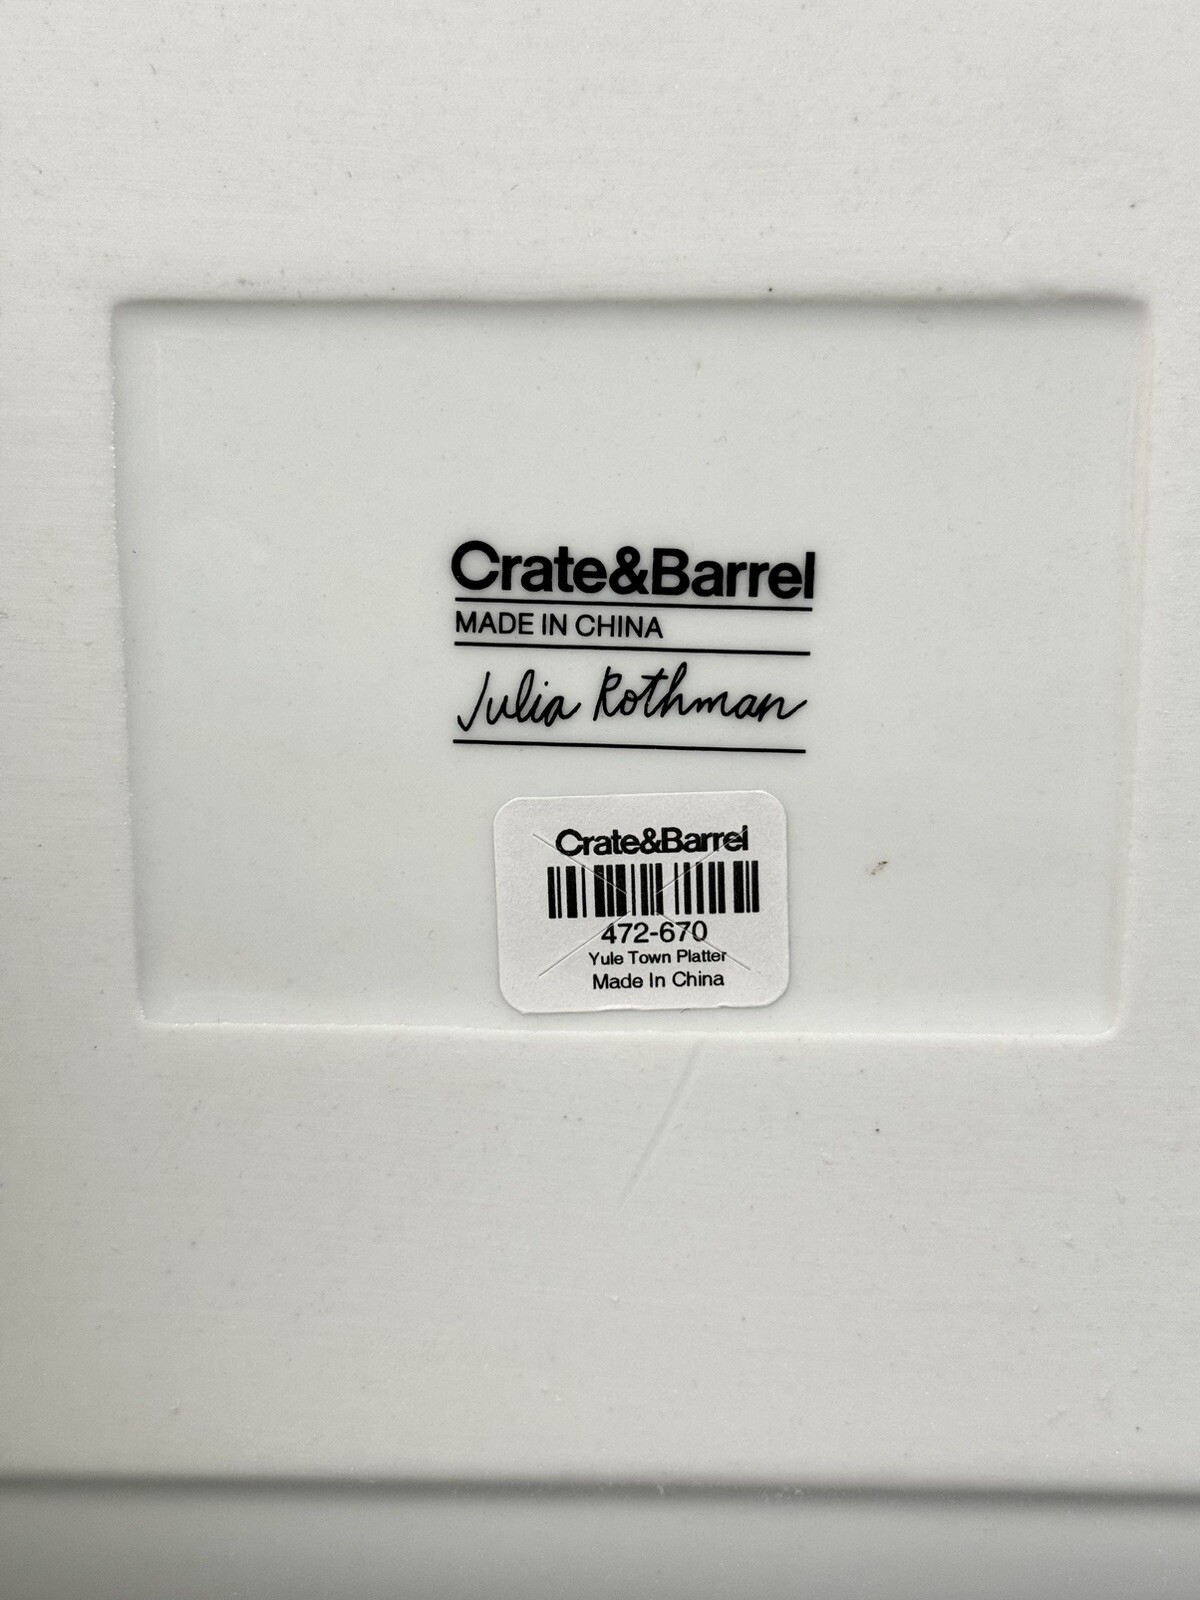 Crate&Barrel
MADE IN CHINA
Julia Rothman
Crate&Barrel
472-670
Yule Town Platter
Made In China